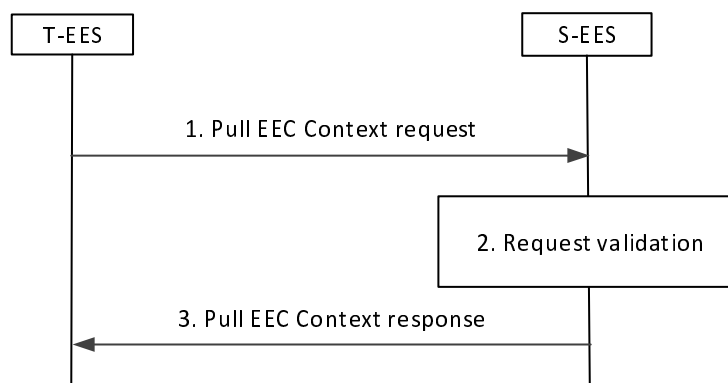 T-EES
S-EES
1. Pull EEC Context request
2. Request validation
3. Pull EEC Context response